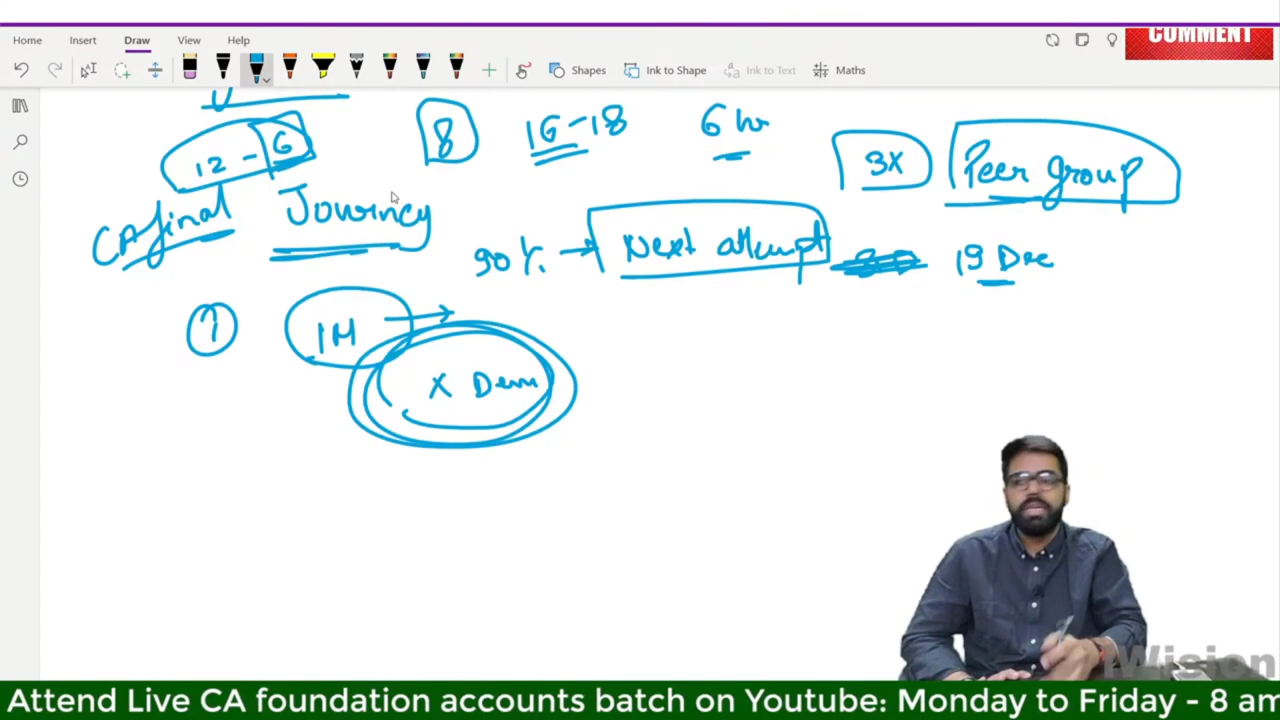 COMMENT
Home Insert Draw View Help
Shapes Ink to Shape Ink to Text Maths
12 - 6 8 16-18 6 hr 3X Peer Group
CA final Journey 90% → Next attempt 19 Dec
1 1M →
X Dem
Wision
Attend Live CA foundation accounts batch on Youtube: Monday to Friday - 8 am